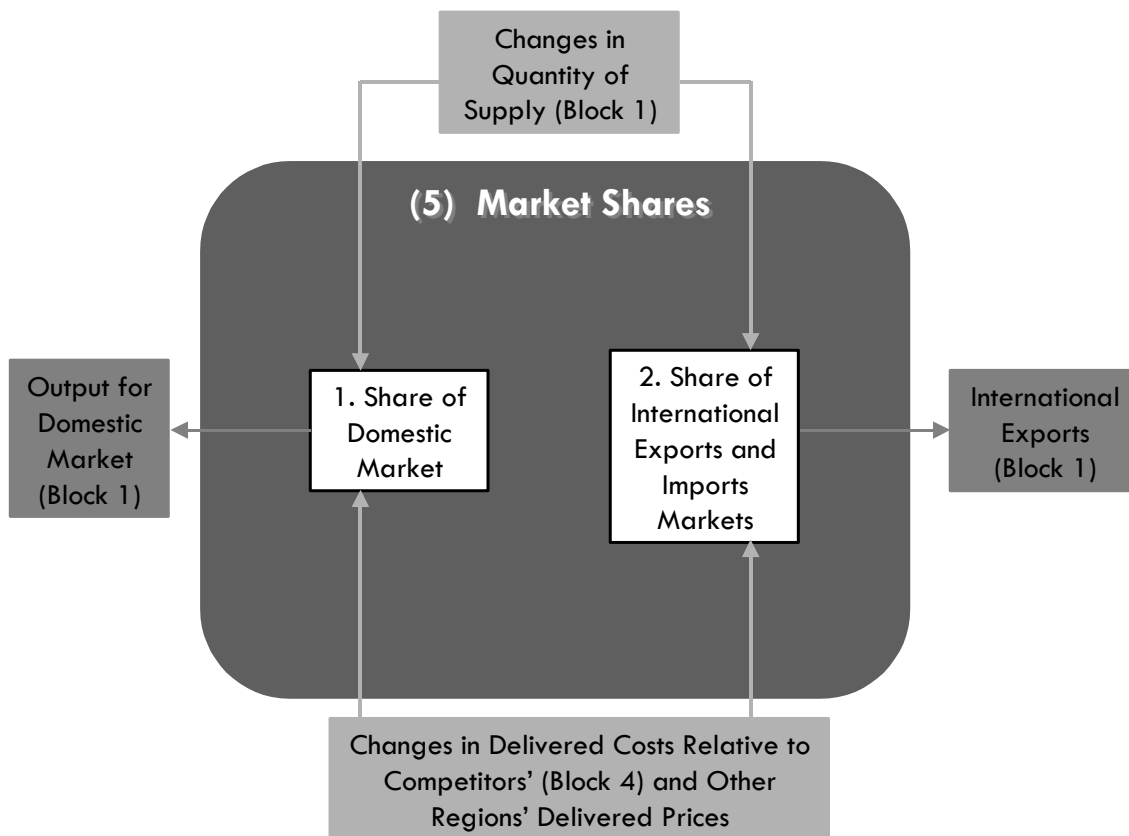 Changes in
Quantity of
Supply (Block 1)
(5) Market Shares
Output for
Domestic
Market
(Block 1)
1. Share of
Domestic
Market
2. Share of
International
Exports and
Imports
Markets
International
Exports
(Block 1)
Changes in Delivered Costs Relative to
Competitors’ (Block 4) and Other
Regions’ Delivered Prices